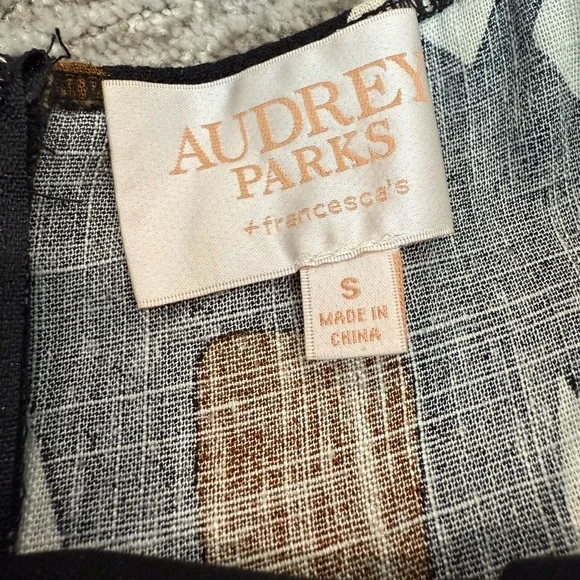 AUDREY
PARKS
+francesca's
S
MADE IN
CHINA